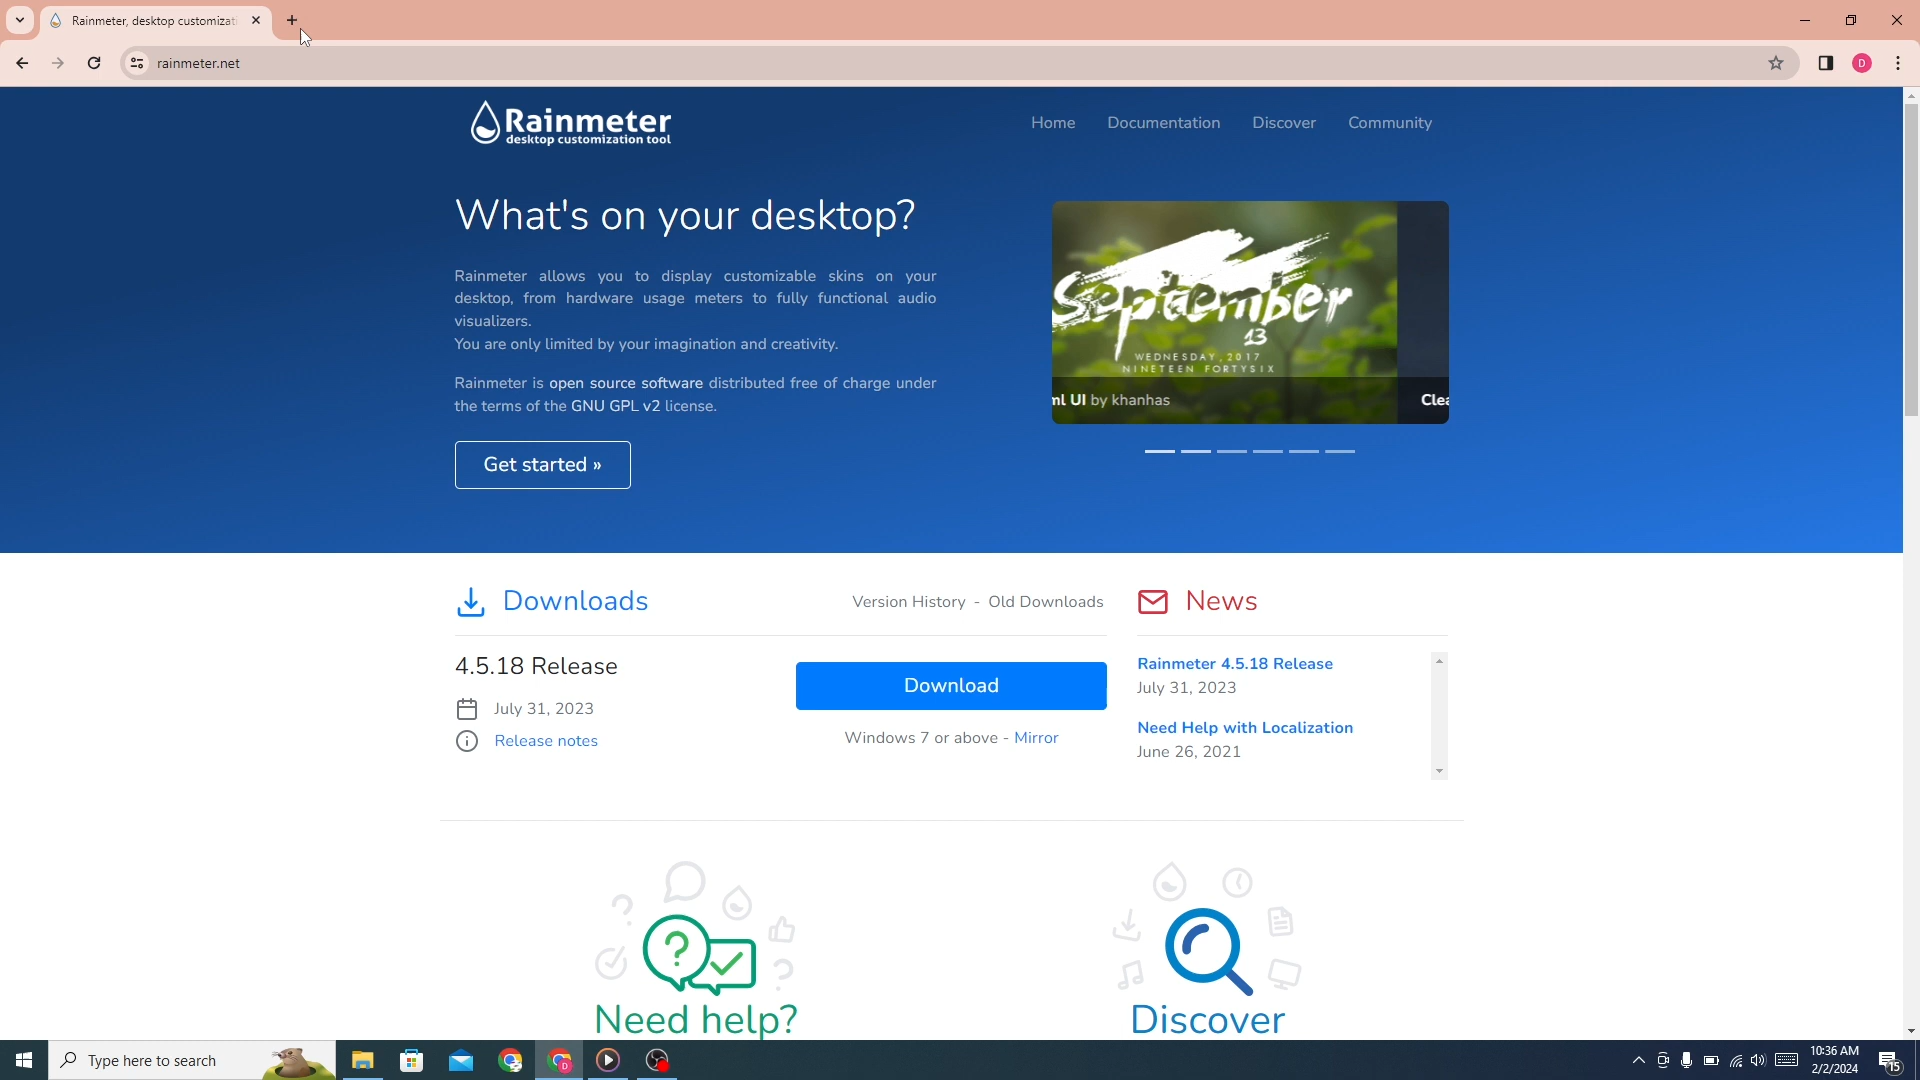 Rainmeter, desktop customizati
rainmeter.net
D
Rainmeter
desktop customization tool
Home
Documentation
Discover
Community
What's on your desktop?
Rainmeter allows you to display customizable skins on your
desktop, from hardware usage meters to fully functional audio
visualizers.
You are only limited by your imagination and creativity.
Rainmeter is open source software distributed free of charge under
the terms of the GNU GPL v2 license.
Get started »
September
13
WEDNESDAY, 2017
NINETEEN FORTYSIX
ml UI by khanhas
Clea
Downloads
Version History - Old Downloads
4.5.18 Release
July 31, 2023
Release notes
Download
Windows 7 or above - Mirror
News
Rainmeter 4.5.18 Release
July 31, 2023
Need Help with Localization
June 26, 2021
Need help?
Discover
Type here to search
D
10:36 AM
2/2/2024
15